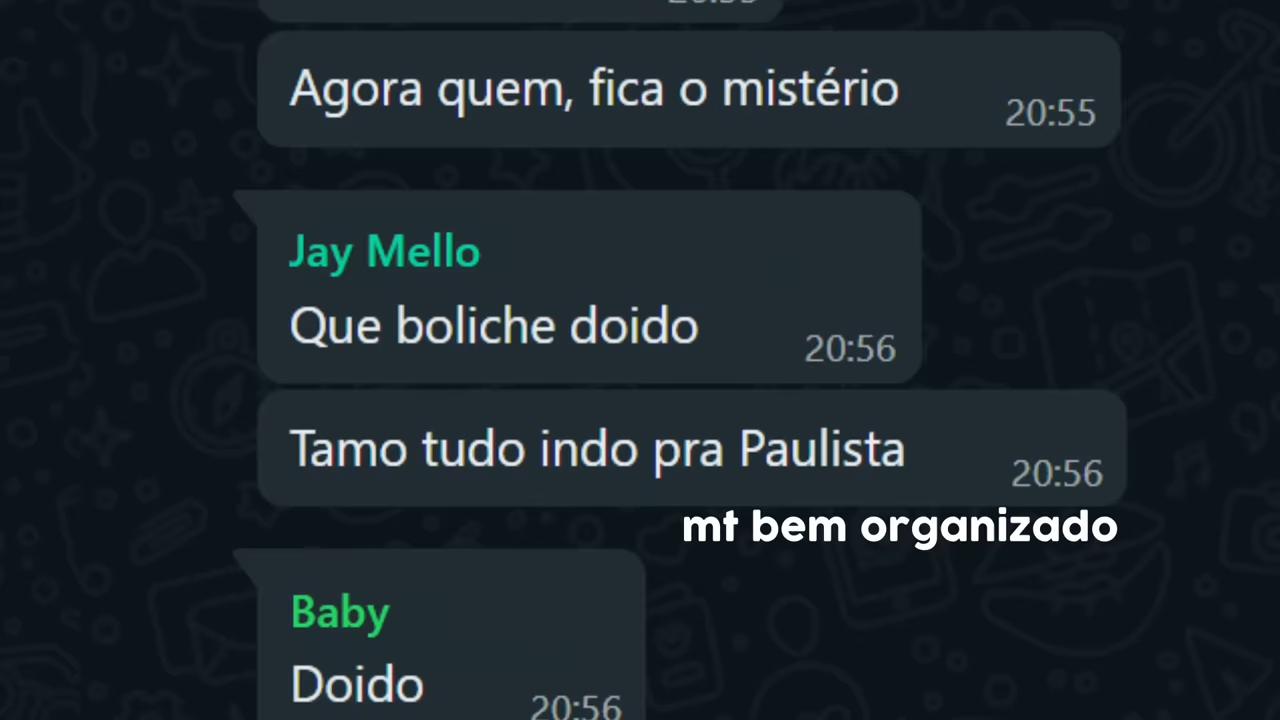 Agora quem, fica o mistério
20:55
Jay Mello
Que boliche doido
20:56
Tamo tudo indo pra Paulista
20:56
mt bem organizado
Baby
Doido
20:56